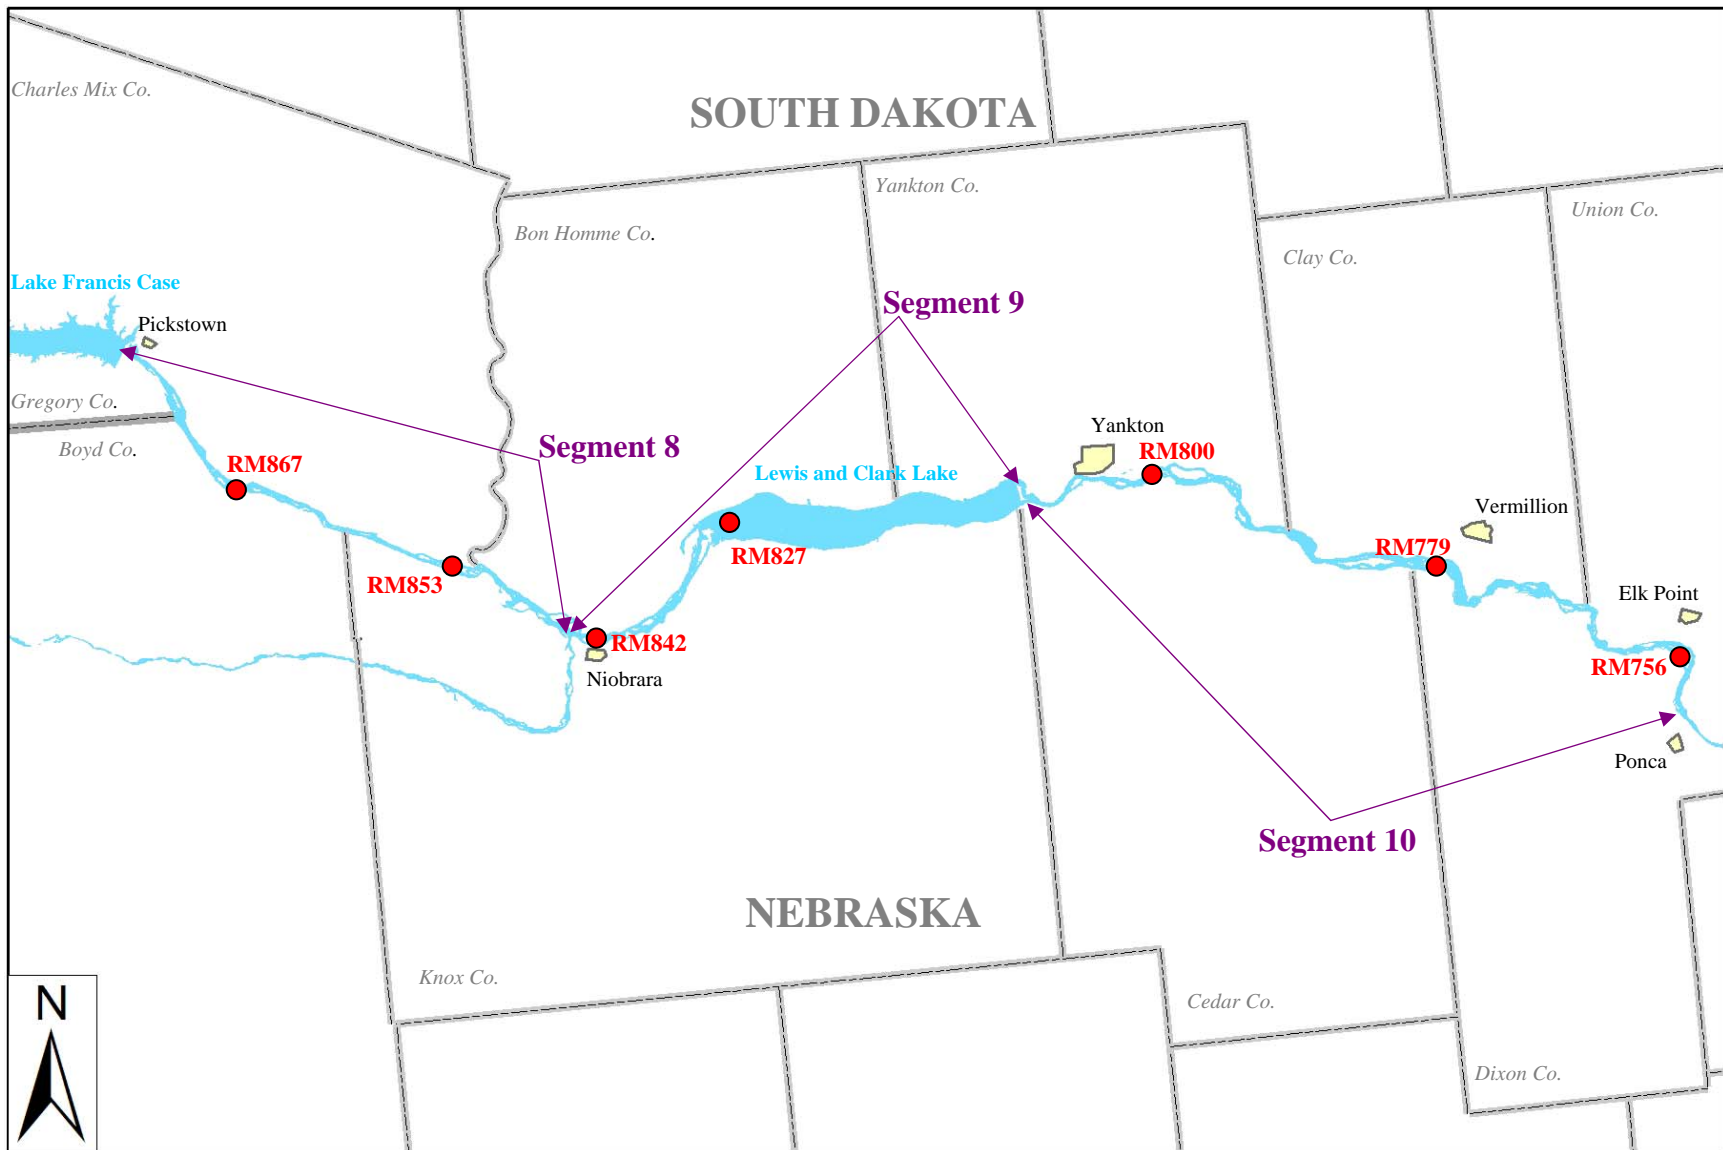 Charles Mix Co.
SOUTH DAKOTA
Yankton Co.
Union Co.
Bon Homme Co.
Clay Co.
Lake Francis Case
Segment 9
Pickstown
Gregory Co.
Yankton
Boyd Co.
Segment 8
RM867
Lewis and Clark Lake
RM800
Vermillion
RM827
RM779
RM853
Elk Point
RM842
RM756
Niobrara
Ponca
Segment 10
NEBRASKA
Knox Co.
N
Cedar Co.
Dixon Co.